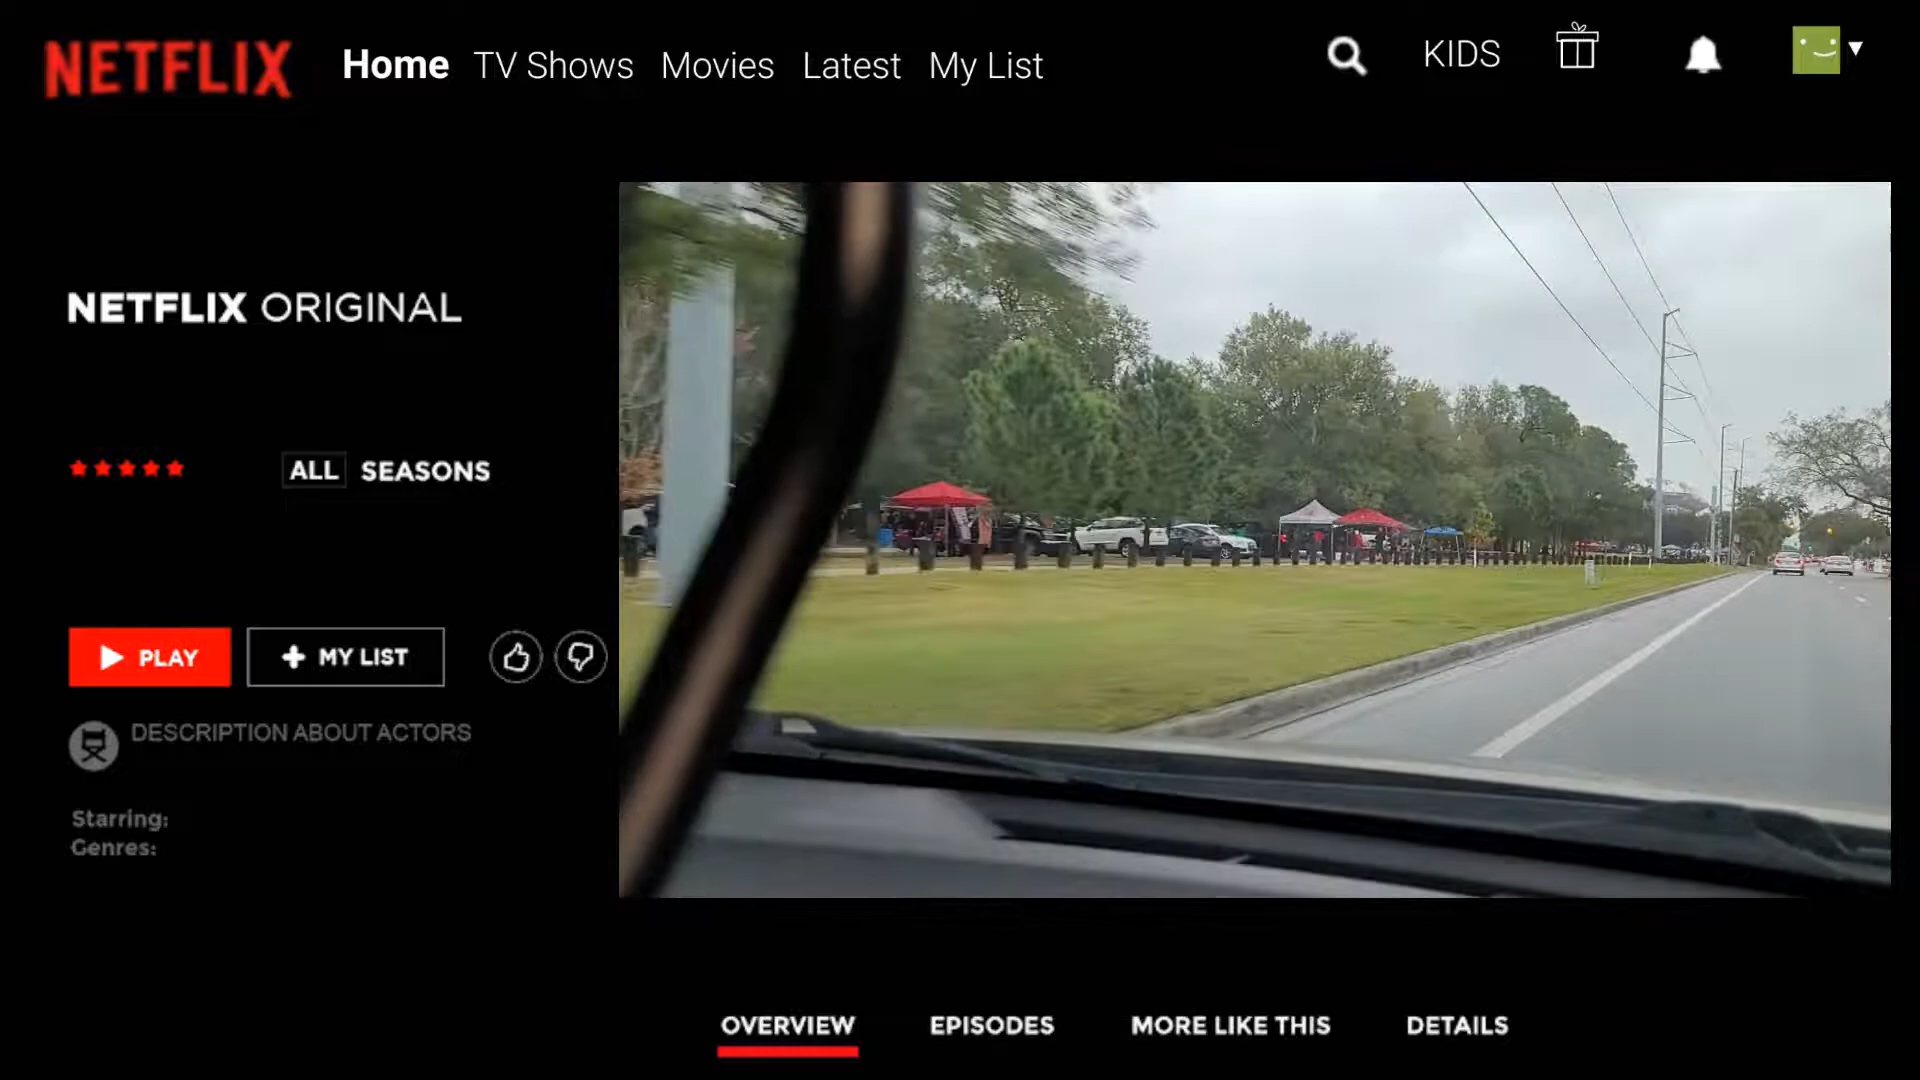 NETFLIX Home TV Shows Movies Latest My List KIDS
NETFLIX ORIGINAL
ALL SEASONS
PLAY MY LIST
DESCRIPTION ABOUT ACTORS
Starring:
Genres:
OVERVIEW EPISODES MORE LIKE THIS DETAILS